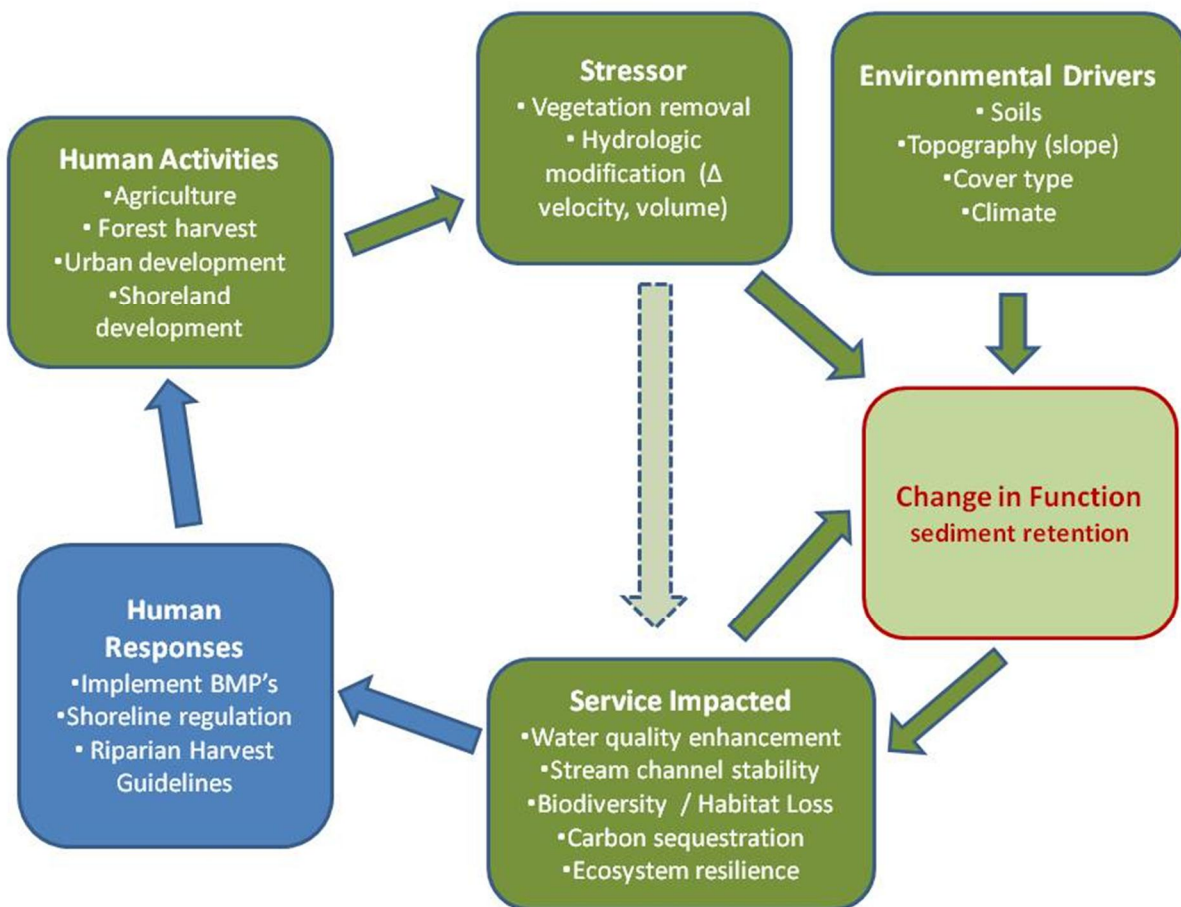 Stressor
▪ Vegetation removal
▪ Hydrologic
modification (Δ
velocity, volume)
Environmental Drivers
▪ Soils
▪Topography (slope)
▪Cover type
▪Climate
Human Activities
▪Agriculture
▪ Forest harvest
▪Urban development
▪Shoreland
development
Change in Function
sediment retention
Human
Responses
▪Implement BMP's
▪Shoreline regulation
▪ Riparian Harvest
Guidelines
Service Impacted
▪Water quality enhancement
▪Stream channel stability
▪Biodiversity / Habitat Loss
▪Carbon sequestration
▪Ecosystem resilience